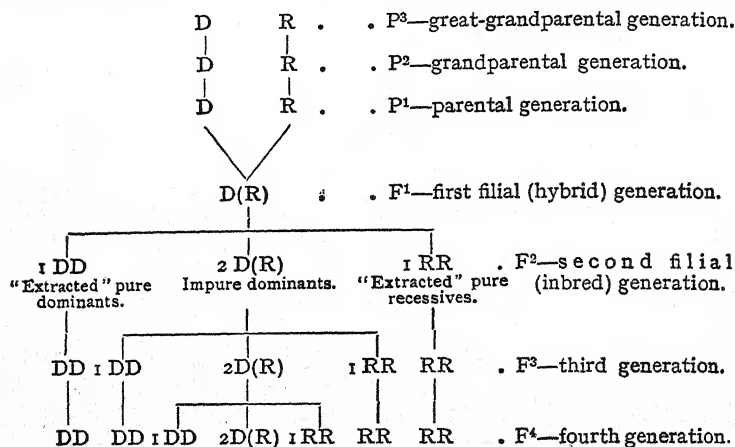 D R . . P³—great-grandparental generation.
D R . . P²—grandparental generation.
D R . . P¹—parental generation.
D(R) . . F¹—first filial (hybrid) generation.
1 DD 2 D(R) 1 RR . F²—second filial
"Extracted" pure Impure dominants. "Extracted" pure (inbred) generation.
dominants. recessives.
DD 1 DD 2D(R) 1 RR RR . F³—third generation.
DD DD 1 DD 2D(R) 1RR RR RR . F⁴—fourth generation.